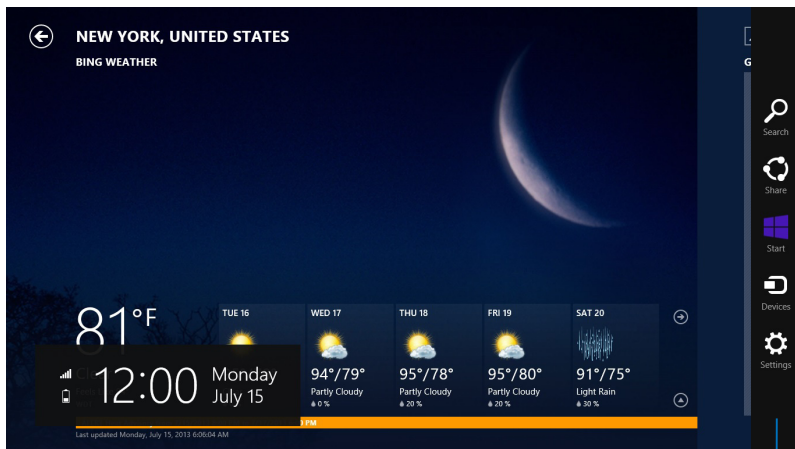 NEW YORK, UNITED STATES
BING WEATHER
G
Search
Share
Start
Devices
Settings
81°F
TUE 16
WED 17
94°/79°
Partly Cloudy
0 %
THU 18
95°/78°
Partly Cloudy
20 %
FRI 19
95°/80°
Partly Cloudy
20 %
SAT 20
91°/75°
Light Rain
30 %
12:00
Monday
July 15
PM
Last updated Monday, July 15, 2013 6:06:04 AM